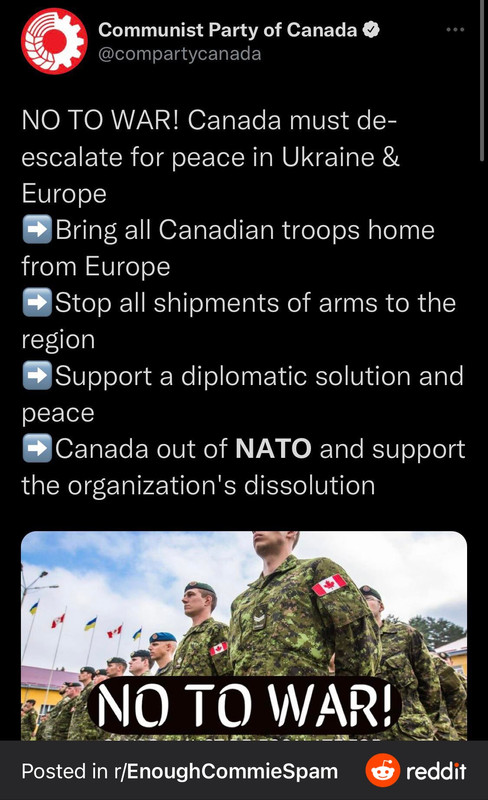 Communist Party of Canada
@compartycanada
NO TO WAR! Canada must de-
escalate for peace in Ukraine &
Europe
➡️Bring all Canadian troops home
from Europe
➡️Stop all shipments of arms to the
region
➡️Support a diplomatic solution and
peace
➡️Canada out of NATO and support
the organization's dissolution
NO TO WAR!
Posted in r/EnoughCommieSpam
reddit